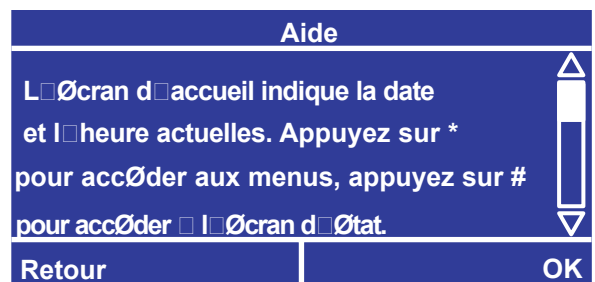 Aide
L□Øcran d□accueil indique la date
et l□heure actuelles. Appuyez sur *
pour accØder aux menus, appuyez sur #
pour accØder □ l□Øcran d□Øtat.
Retour OK